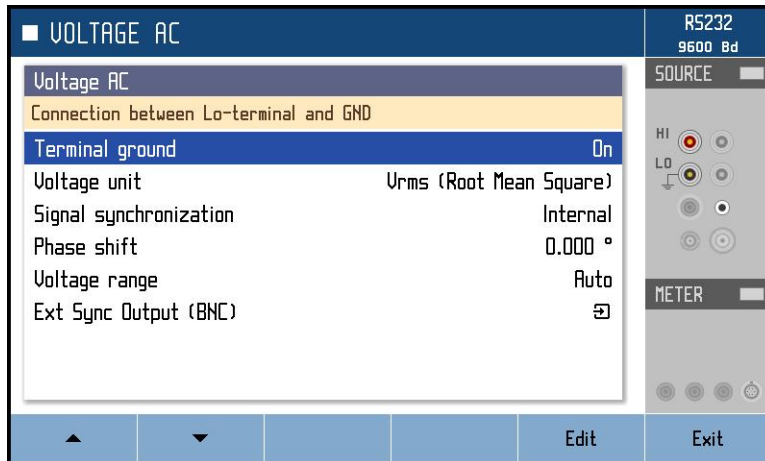 VOLTAGE AC
RS232
9600 Bd
Voltage AC
Connection between Lo-terminal and GND
Terminal ground On
Voltage unit Vrms (Root Mean Square)
Signal synchronization Internal
Phase shift 0.000 °
Voltage range Auto
Ext Sync Output (BNC)
SOURCE
HI
LO
METER
Edit
Exit